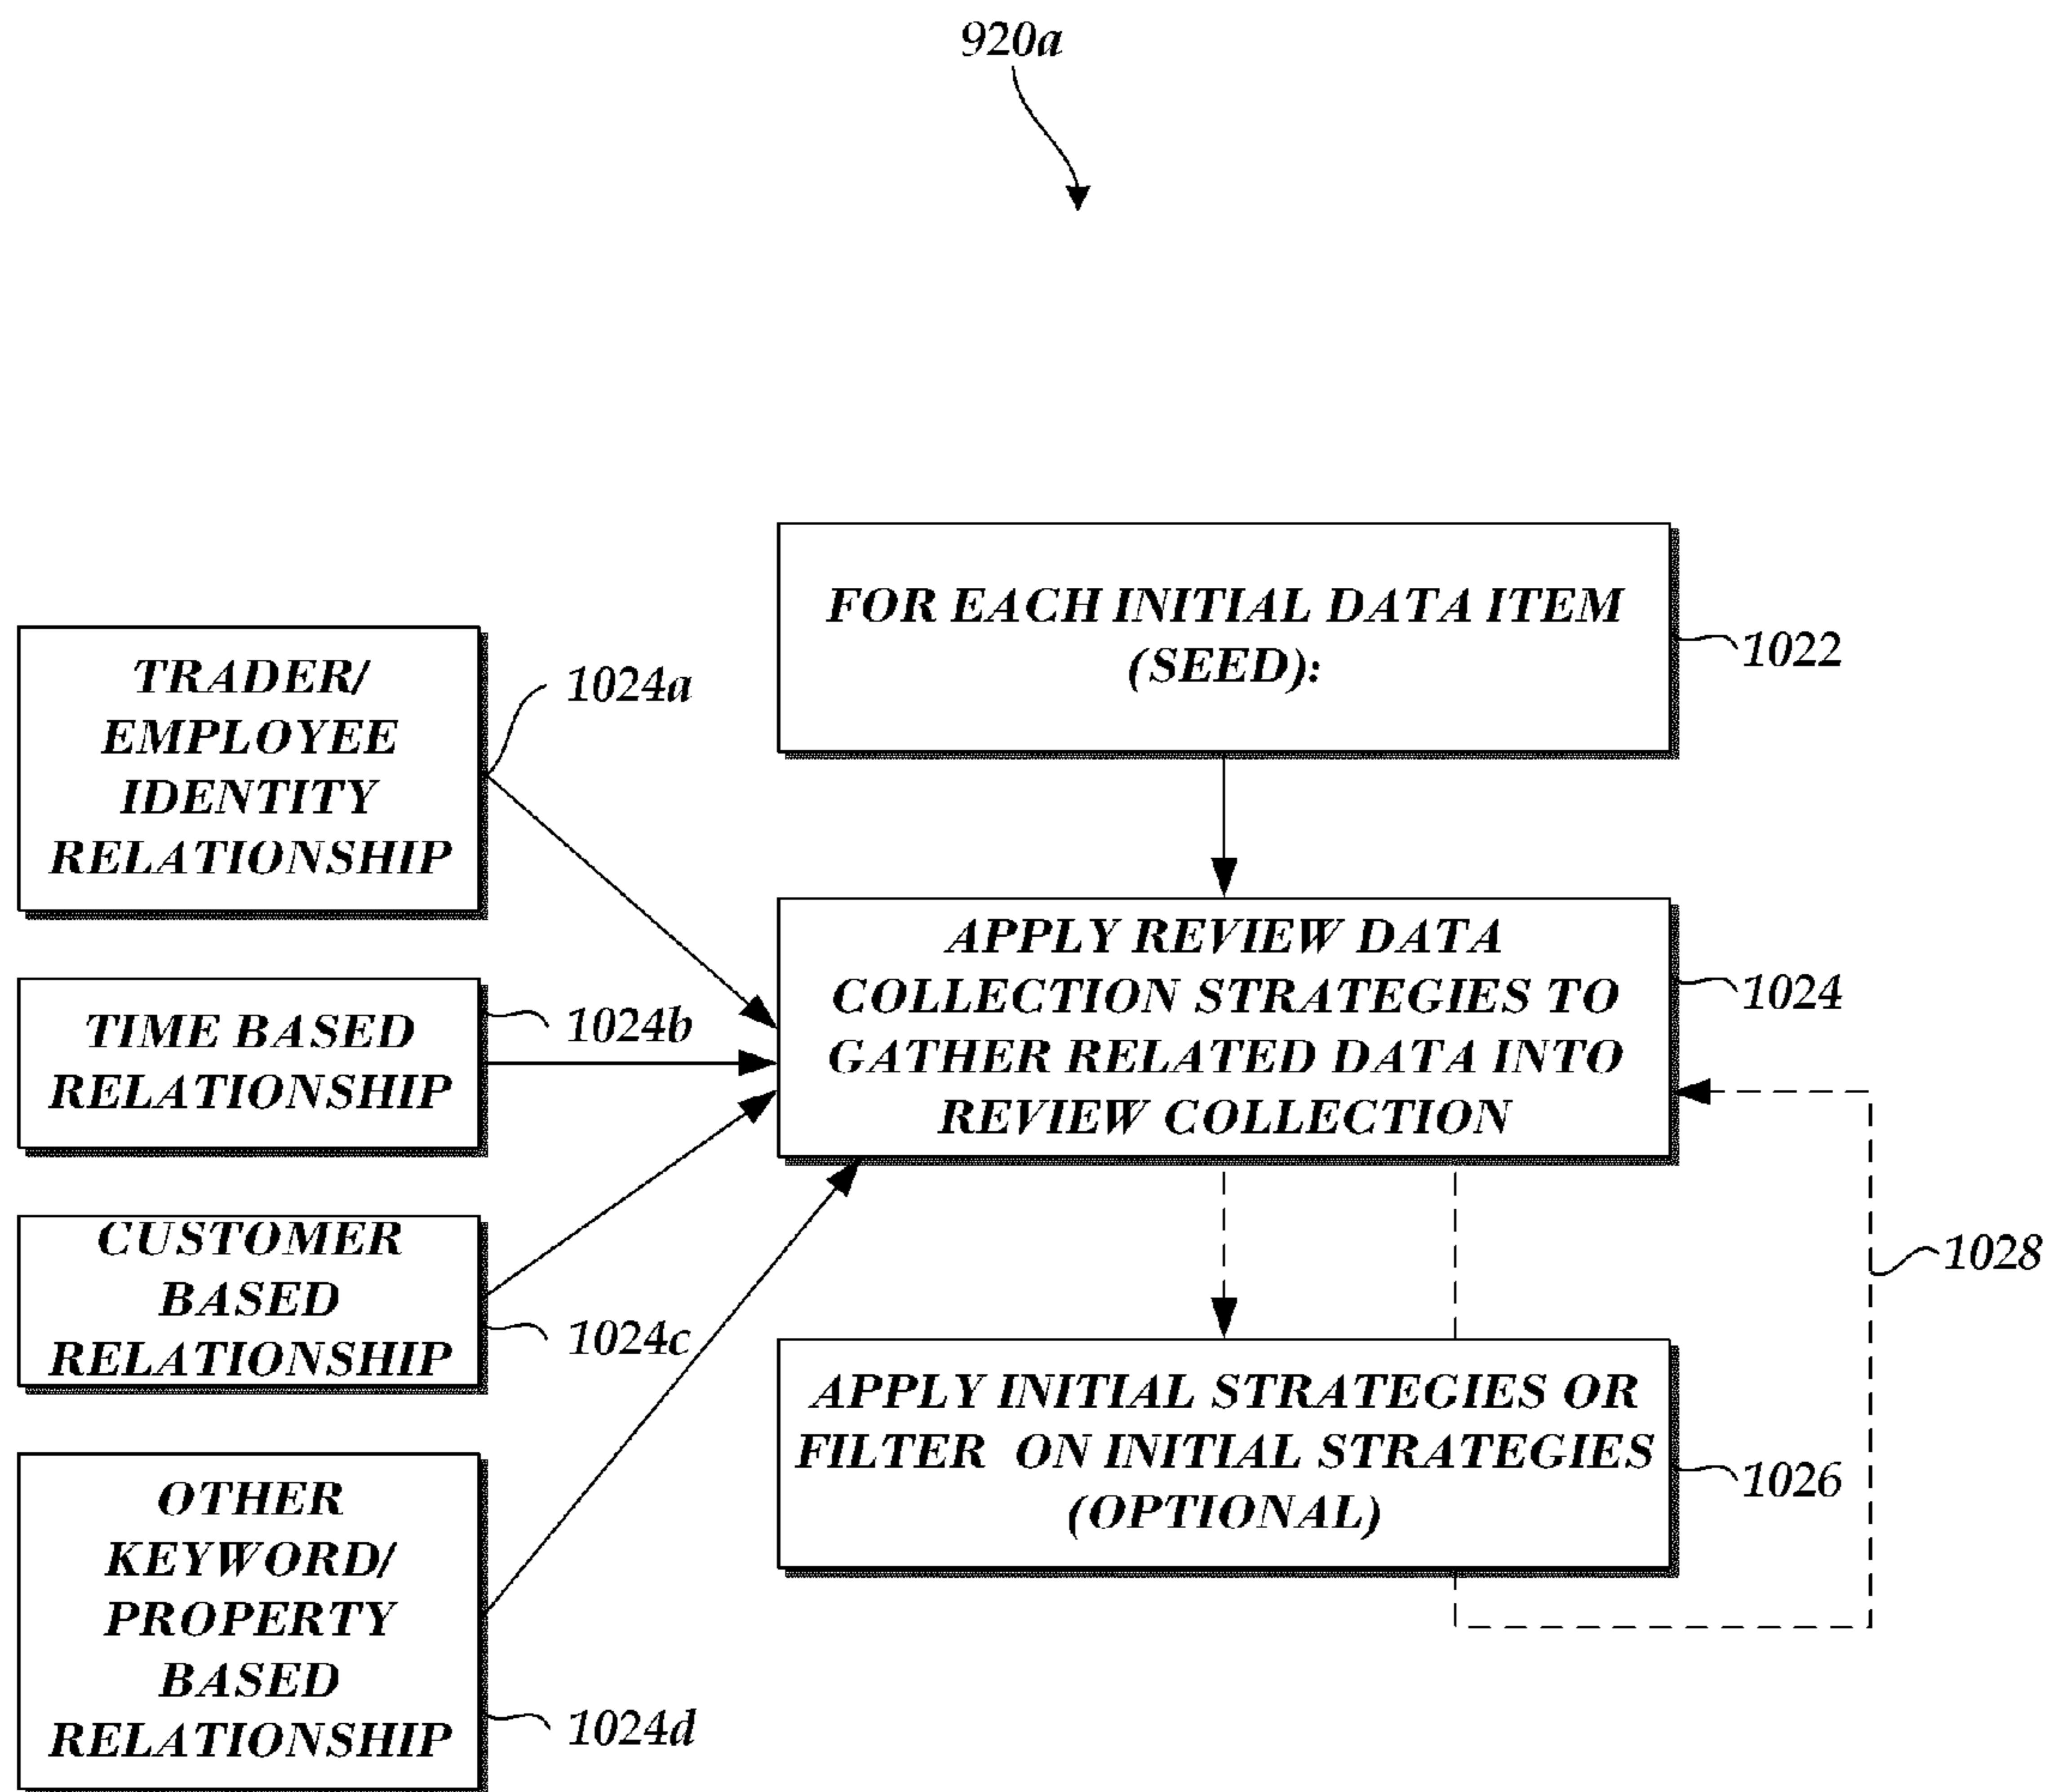 920a
FOR EACH INITIAL DATA ITEM
(SEED):
1022
TRADER/
EMPLOYEE
IDENTITY
RELATIONSHIP
1024a
APPLY REVIEW DATA
COLLECTION STRATEGIES TO
GATHER RELATED DATA INTO
REVIEW COLLECTION
1024
TIME BASED
RELATIONSHIP
1024b
CUSTOMER
BASED
RELATIONSHIP
1024c
1028
APPLY INITIAL STRATEGIES OR
FILTER ON INITIAL STRATEGIES
(OPTIONAL)
1026
OTHER
KEYWORD/
PROPERTY
BASED
RELATIONSHIP
1024d